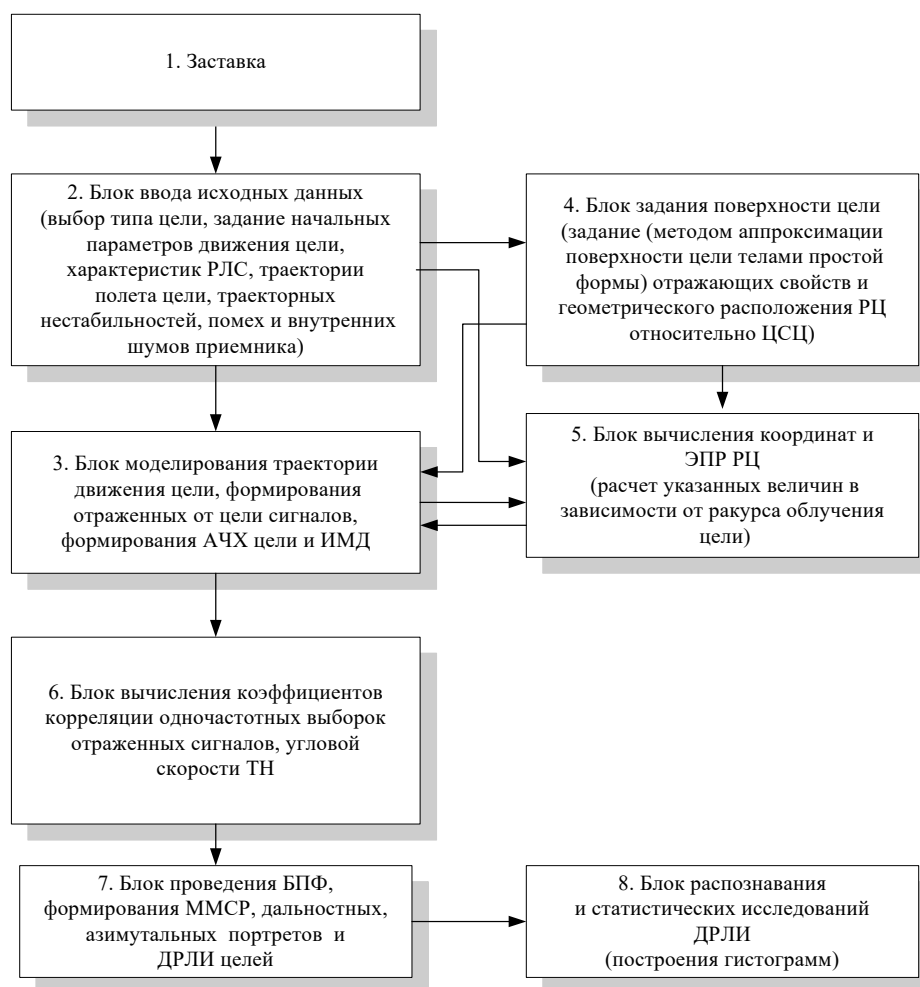 1. Заставка
2. Блок ввода исходных данных
(выбор типа цели, задание начальных
параметров движения цели,
характеристик РЛС, траектории
полета цели, траекторных
нестабильностей, помех и внутренних
шумов приемника)
4. Блок задания поверхности цели
(задание (методом аппроксимации
поверхности цели телами простой
формы) отражающих свойств и
геометрического расположения РЦ
относительно ЦСЦ)
3. Блок моделирования траектории
движения цели, формирования
отраженных от цели сигналов,
формирования АЧХ цели и ИМД
5. Блок вычисления координат и
ЭПР РЦ
(расчет указанных величин в
зависимости от ракурса облучения
цели)
6. Блок вычисления коэффициентов
корреляции одночастотных выборок
отраженных сигналов, угловой
скорости ТН
7. Блок проведения БПФ,
формирования ММСР, дальностных,
азимутальных портретов и
ДРЛИ целей
8. Блок распознавания
и статистических исследований
ДРЛИ
(построения гистограмм)